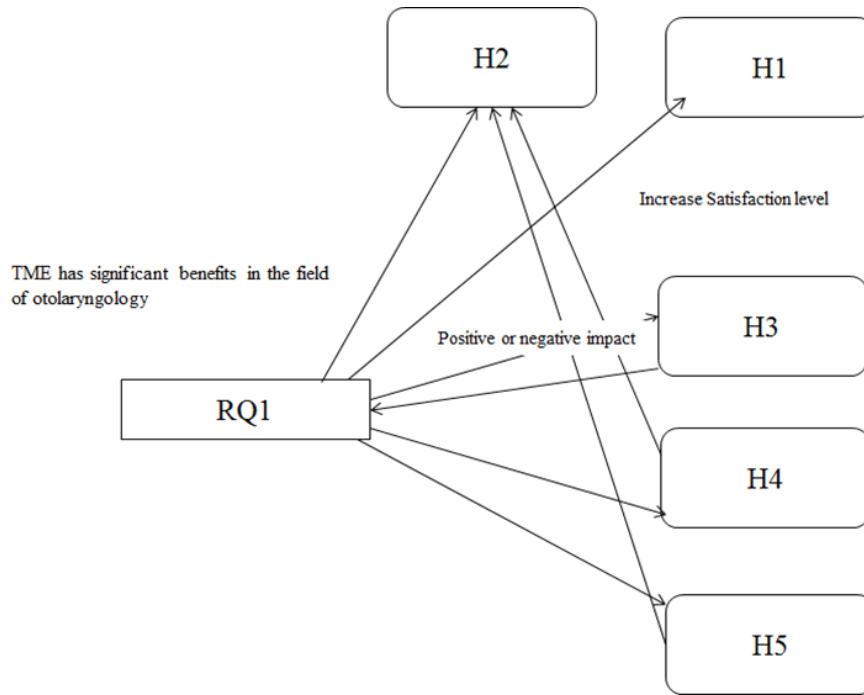 H2
H1
Increase Satisfaction level
TME has significant benefits in the field
of otolaryngology
Positive or negative impact
H3
RQ1
H4
H5